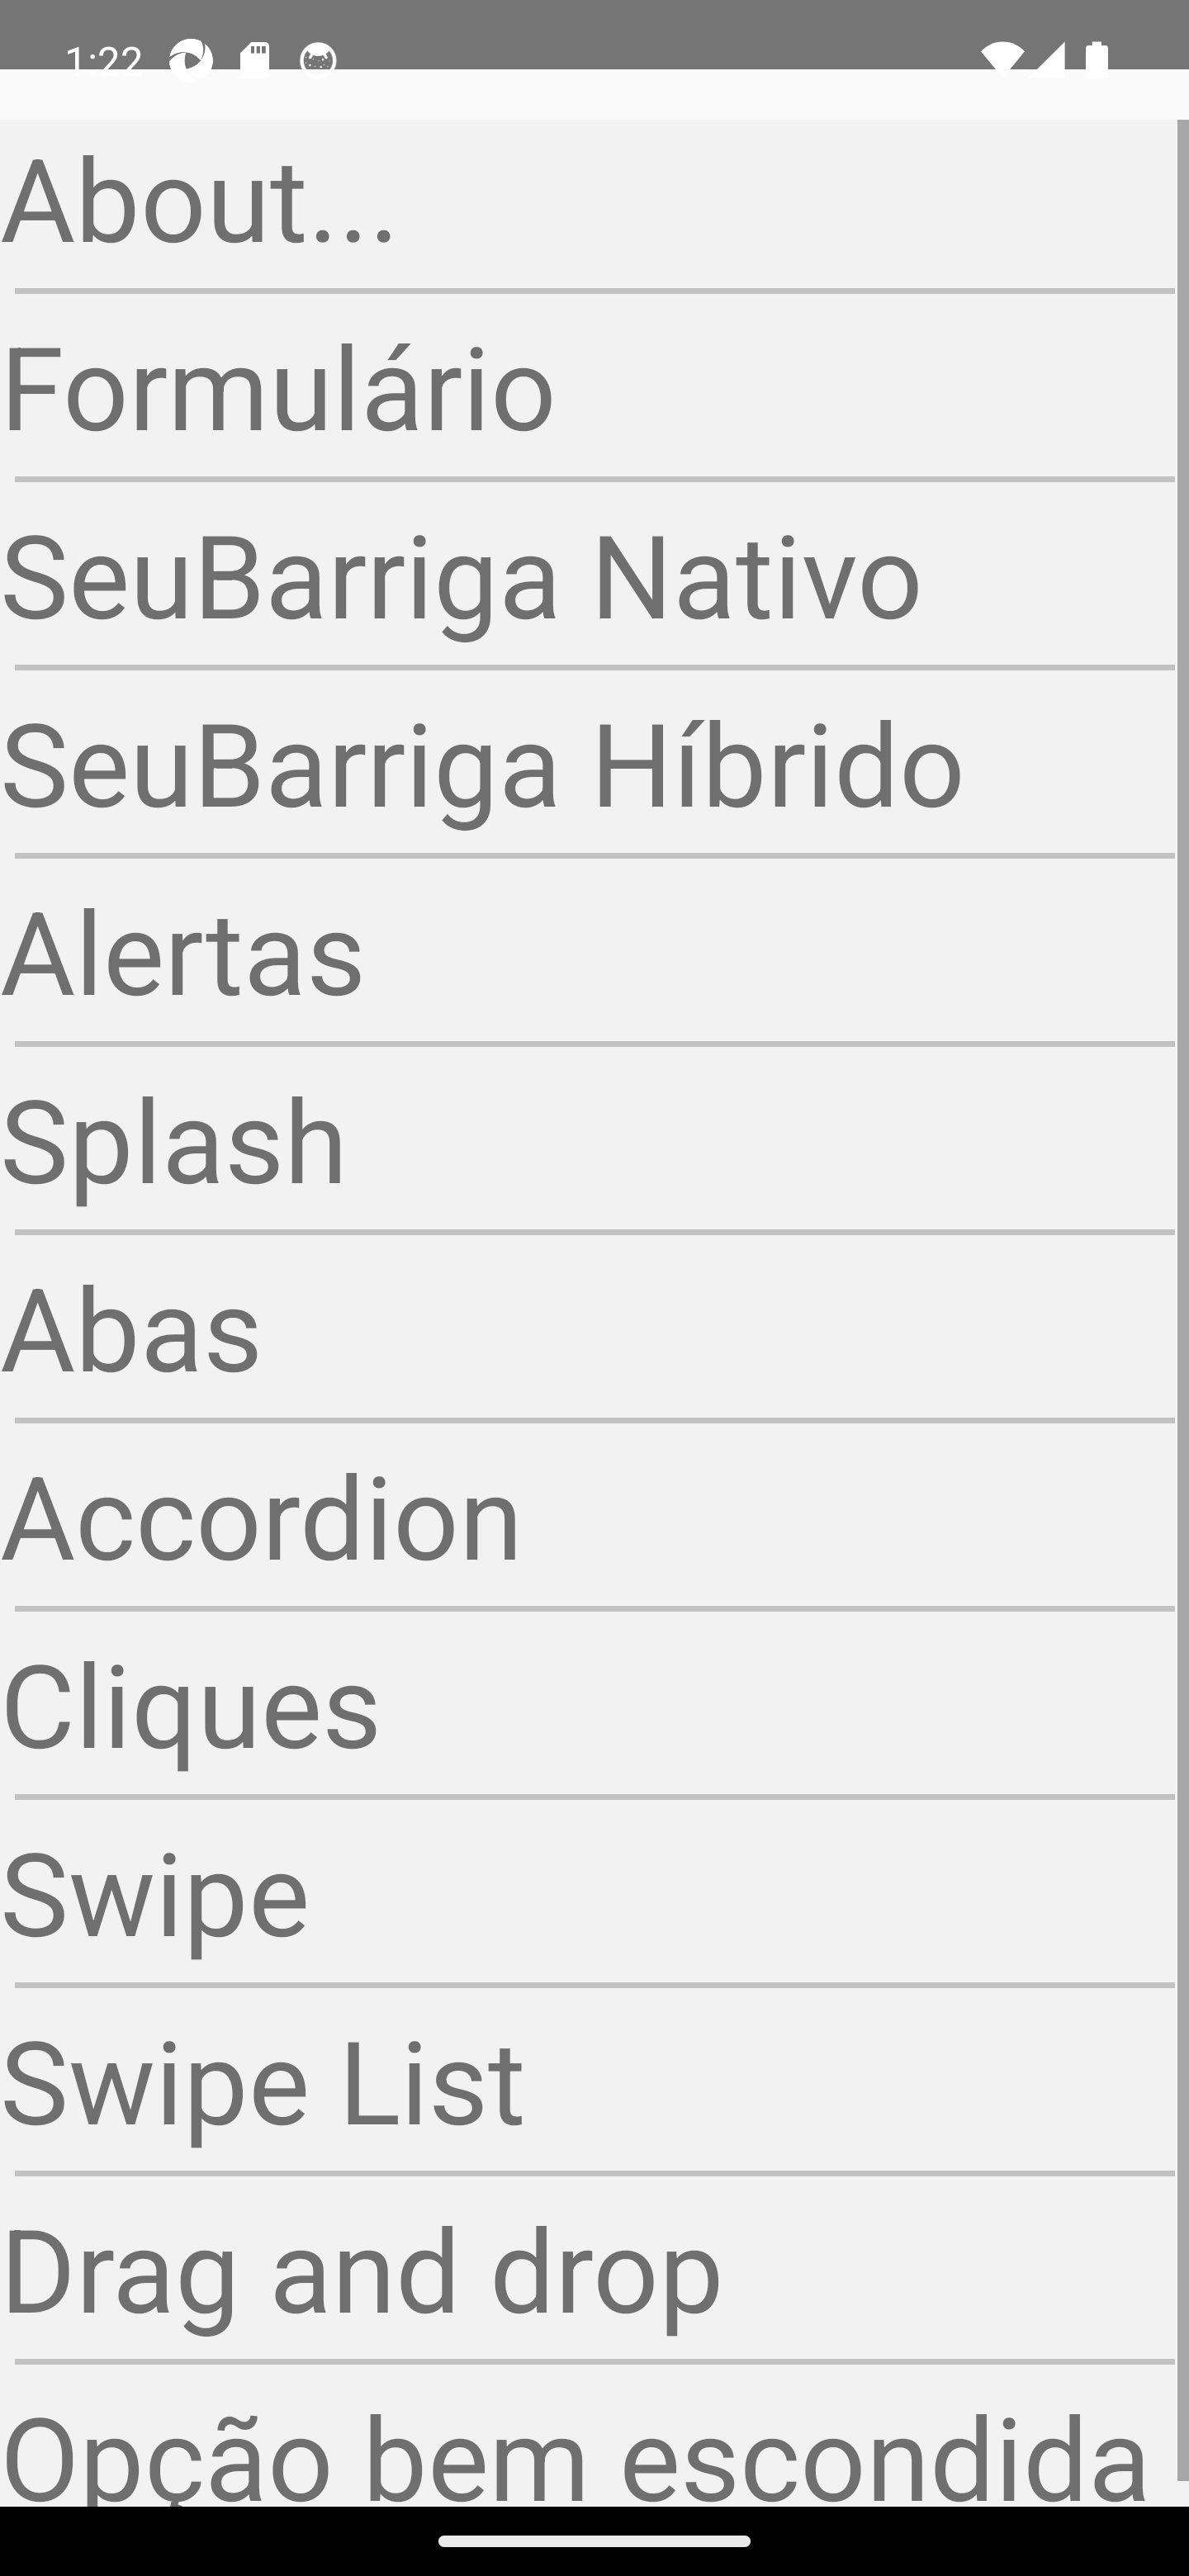 1:22
About...
Formulário
SeuBarriga Nativo
SeuBarriga Híbrido
Alertas
Splash
Abas
Accordion
Cliques
Swipe
Swipe List
Drag and drop
Opção bem escondida